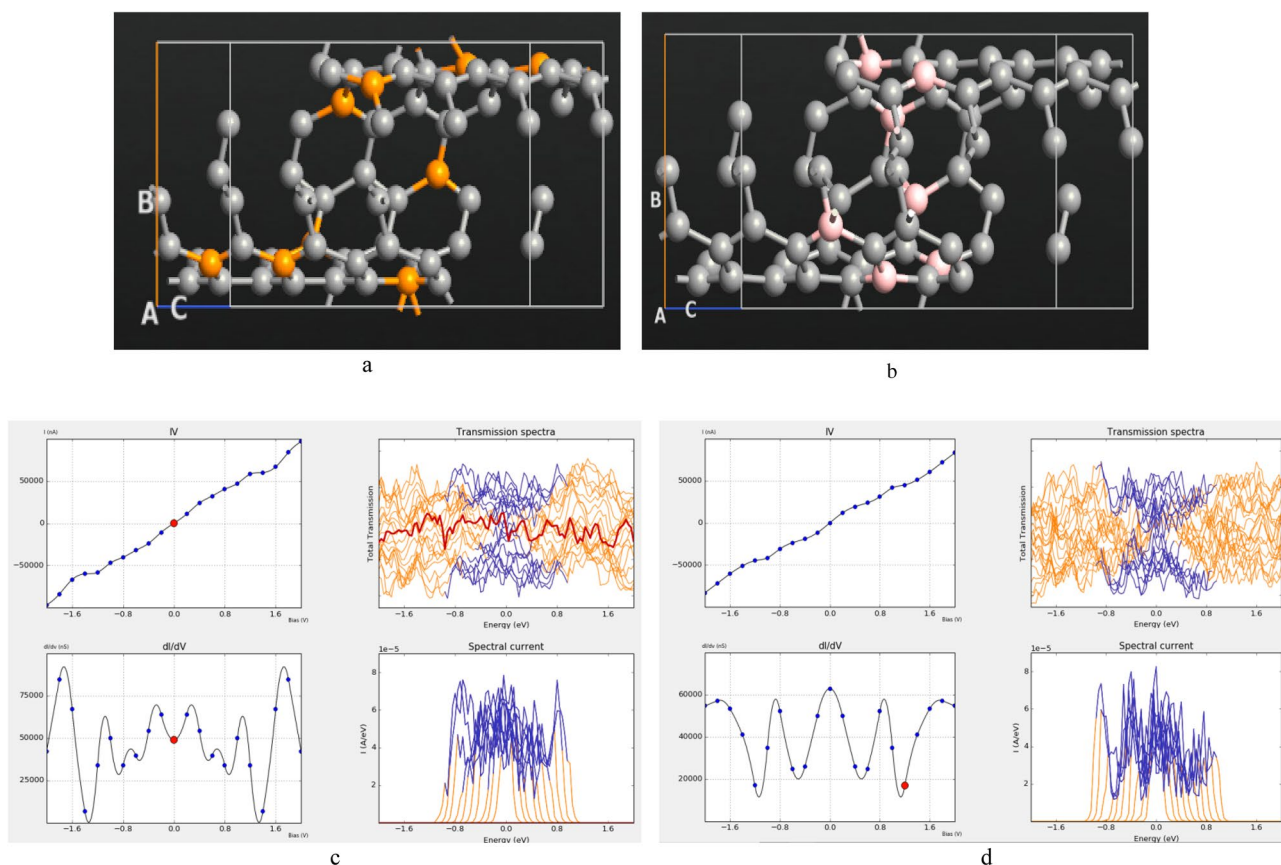 B
A
C
B
A
C
a
b
I (nA)
IV
50000
0
−50000
−1.6
−0.8
0.0
0.8
1.6
Bias (V)
Transmission spectra
Total Transmission
−1.6
−0.8
0.0
0.8
1.6
Energy (eV)
dI/dv (nS)
dI/dV
75000
50000
25000
0
−1.6
−0.8
0.0
0.8
1.6
Bias (V)
1e−5
Spectral current
I (A/eV)
8
6
4
2
−1.6
−0.8
0.0
0.8
1.6
Energy (eV)
I (nA)
IV
50000
0
−50000
−1.6
−0.8
0.0
0.8
1.6
Bias (V)
Transmission spectra
Total Transmission
−1.6
−0.8
0.0
0.8
1.6
Energy (eV)
dI/dv (nS)
dI/dV
60000
40000
20000
−1.6
−0.8
0.0
0.8
1.6
Bias (V)
1e−5
Spectral current
I (A/eV)
8
6
4
2
−1.6
−0.8
0.0
0.8
1.6
Energy (eV)
c
d